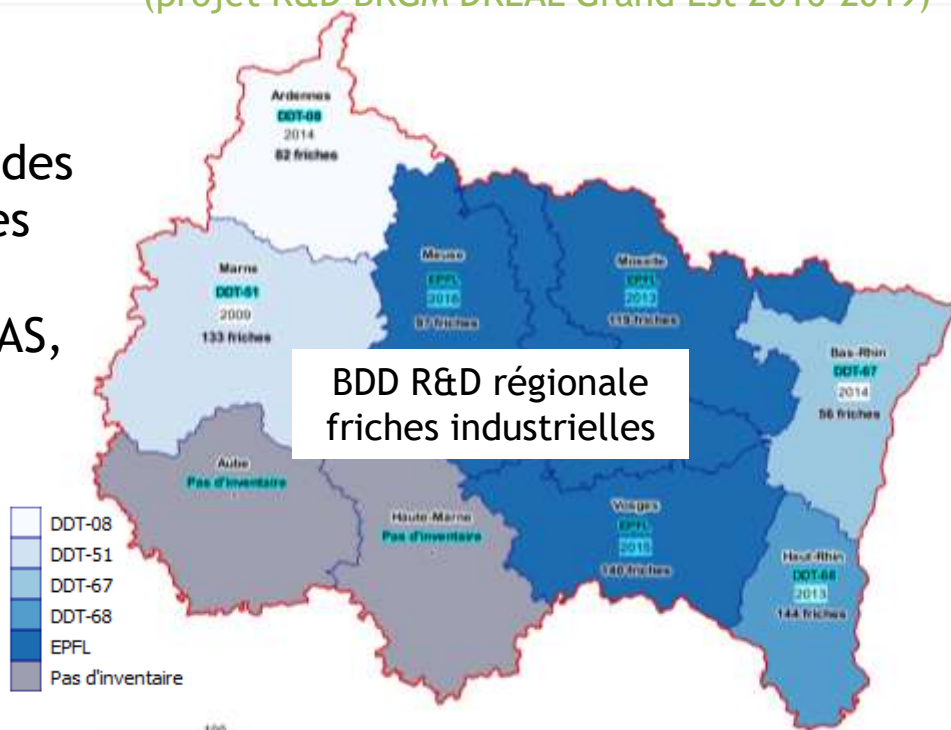 (projet R&D BRGM-DREAL Grand Est 2016-2019)
des
es
AS,
Ardennes
DDT-08
2014
82 friches
Marne
DDT-51
2009
133 friches
Meuse
EPFL
2016
97 friches
Moselle
EPFL
2013
119 friches
Bas-Rhin
DDT-67
2014
56 friches
BDD R&D régionale
friches industrielles
Aube
Pas d'inventaire
Haute-Marne
Pas d'inventaire
Vosges
EPFL
2015
140 friches
Haut-Rhin
DDT-68
2013
144 friches
DDT-08
DDT-51
DDT-67
DDT-68
EPFL
Pas d'inventaire